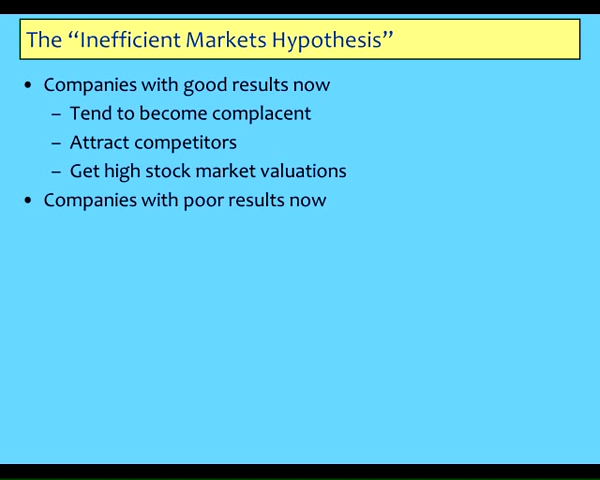 The “Inefficient Markets Hypothesis”
• Companies with good results now
– Tend to become complacent
– Attract competitors
– Get high stock market valuations
• Companies with poor results now